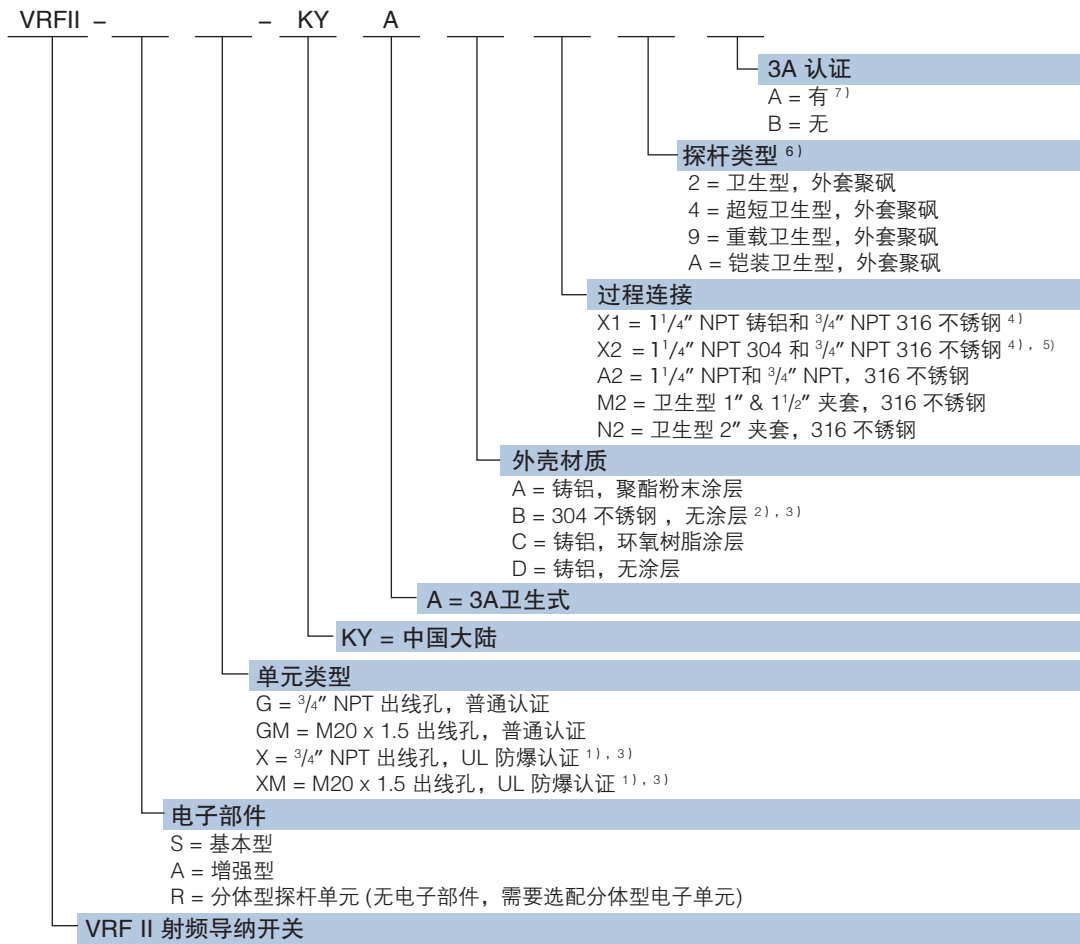 VRFII – – KY A
3A 认证
A = 有 ⁷⁾
B = 无
探杆类型 ⁶⁾
2 = 卫生型，外套聚砜
4 = 超短卫生型，外套聚砜
9 = 重载卫生型，外套聚砜
A = 铠装卫生型，外套聚砜
过程连接
X1 = 1¹/₄″ NPT 铸铝和 ³/₄″ NPT 316 不锈钢 ⁴⁾
X2 = 1¹/₄″ NPT 304 和 ³/₄″ NPT 316 不锈钢 ⁴⁾，⁵⁾
A2 = 1¹/₄″ NPT和 ³/₄″ NPT，316 不锈钢
M2 = 卫生型 1″ & 1¹/₂″ 夹套，316 不锈钢
N2 = 卫生型 2″ 夹套，316 不锈钢
外壳材质
A = 铸铝，聚酯粉末涂层
B = 304 不锈钢 ，无涂层 ²⁾，³⁾
C = 铸铝，环氧树脂涂层
D = 铸铝，无涂层
A = 3A卫生式
KY = 中国大陆
单元类型
G = ³/₄″ NPT 出线孔，普通认证
GM = M20 x 1.5 出线孔，普通认证
X = ³/₄″ NPT 出线孔，UL 防爆认证 ¹⁾，³⁾
XM = M20 x 1.5 出线孔，UL 防爆认证 ¹⁾，³⁾
电子部件
S = 基本型
A = 增强型
R = 分体型探杆单元 (无电子部件，需要选配分体型电子单元)
VRF II 射频导纳开关